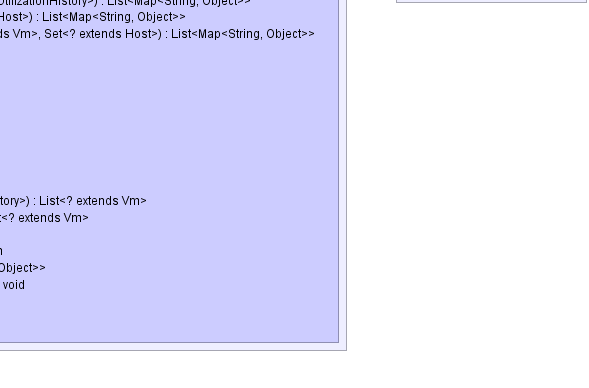 UtilizationHistory>) : List<Map<String, Object>>
Host>) : List<Map<String, Object>>
ds Vm>, Set<? extends Host>) : List<Map<String, Object>>
tory>) : List<? extends Vm>
t<? extends Vm>
n
Object>>
void